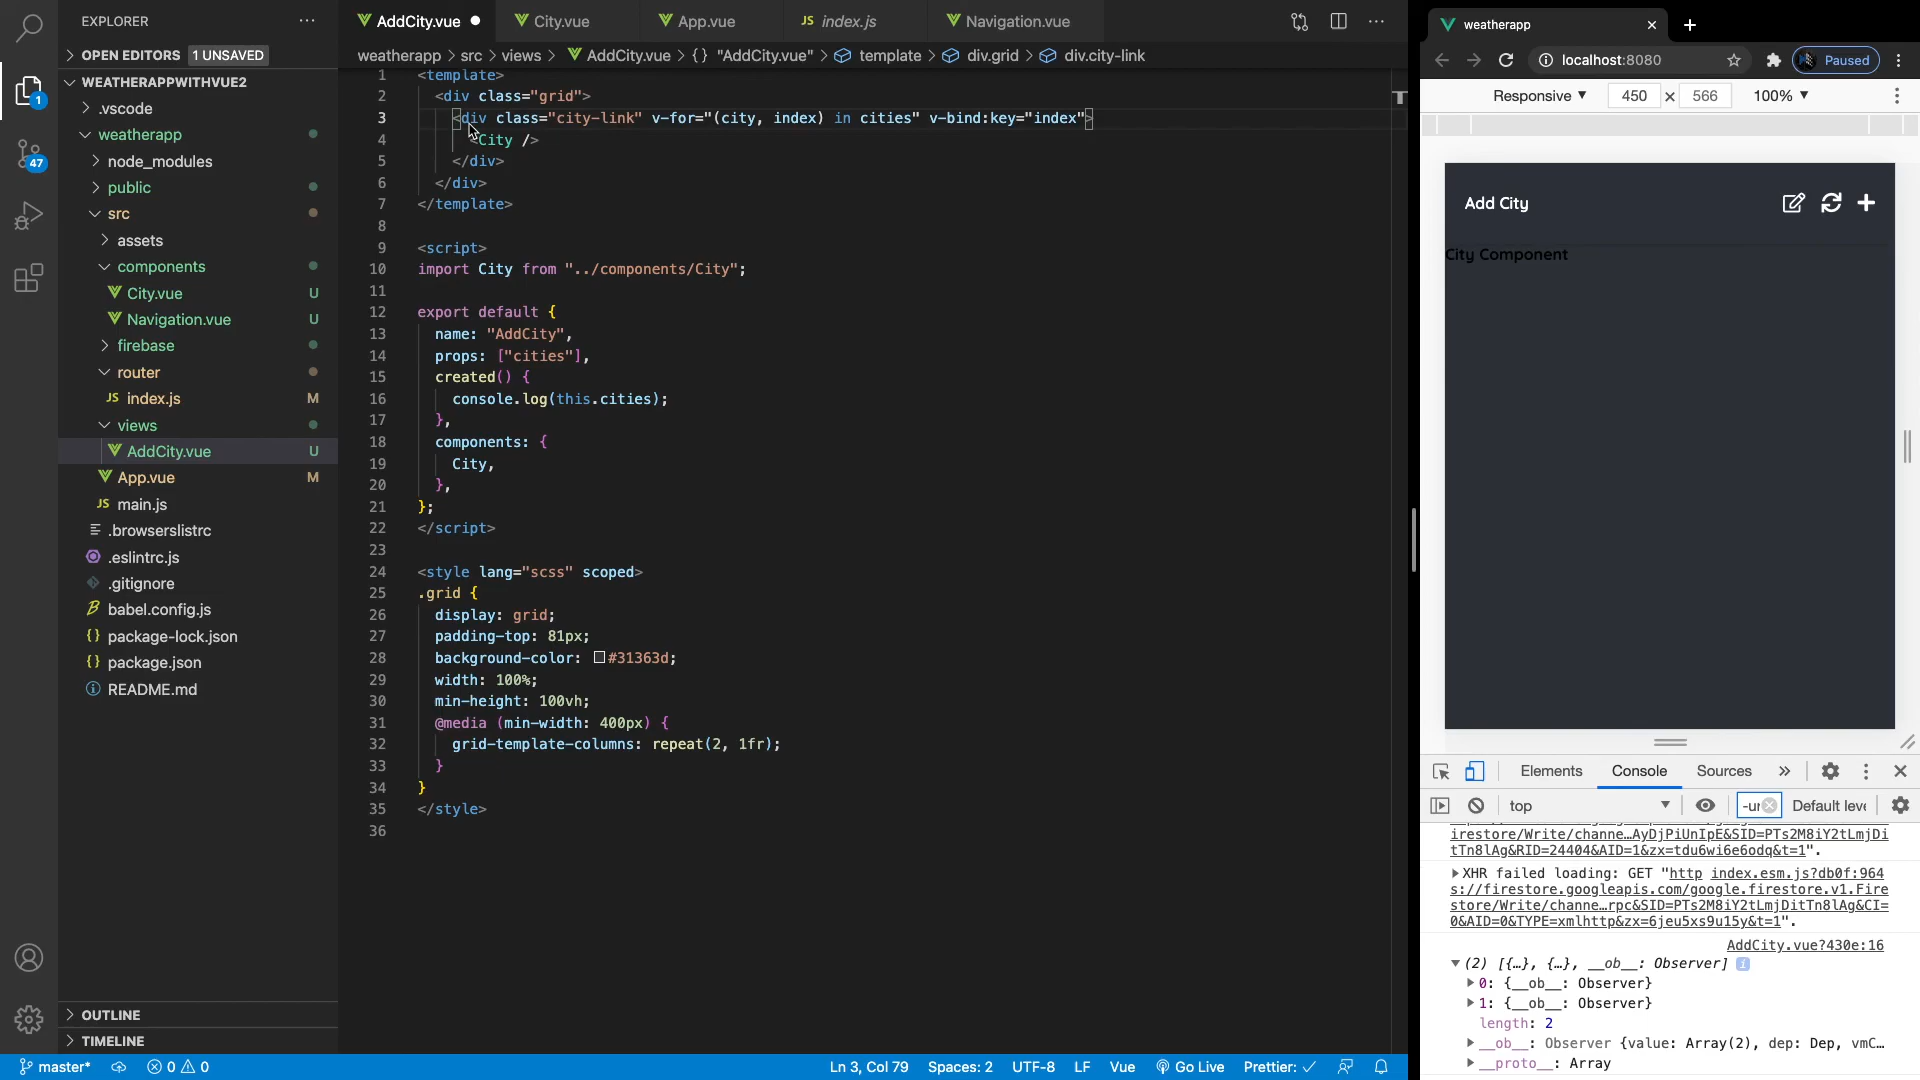 EXPLORER
OPEN EDITORS 1 UNSAVED
WEATHERAPPWITHVUE2
.vscode
weatherapp
node_modules
public
src
assets
components
City.vue U
Navigation.vue U
firebase
router
JS index.js M
views
AddCity.vue U
App.vue M
JS main.js
.browserslistrc
.eslintrc.js
.gitignore
babel.config.js
{} package-lock.json
{} package.json
README.md
OUTLINE
TIMELINE
1
47
AddCity.vue
City.vue
App.vue
JS index.js
Navigation.vue
weatherapp > src > views > AddCity.vue > {} "AddCity.vue" > template > div.grid > div.city-link
1 <template>
2 <div class="grid">
3 <div class="city-link" v-for="(city, index) in cities" v-bind:key="index">
4 <City />
5 </div>
6 </div>
7 </template>
8
9 <script>
10 import City from "../components/City";
11
12 export default {
13 name: "AddCity",
14 props: ["cities"],
15 created() {
16 console.log(this.cities);
17 },
18 components: {
19 City,
20 },
21 };
22 </script>
23
24 <style lang="scss" scoped>
25 .grid {
26 display: grid;
27 padding-top: 81px;
28 background-color: #31363d;
29 width: 100%;
30 min-height: 100vh;
31 @media (min-width: 400px) {
32 grid-template-columns: repeat(2, 1fr);
33 }
34 }
35 </style>
36
master* 0 0 Ln 3, Col 79 Spaces: 2 UTF-8 LF Vue Go Live Prettier: ✓
weatherapp
localhost:8080 Paused
Responsive 450 × 566 100%
Add City
City Component
Elements Console Sources »
top -ur Default leve
irestore/Write/channe…AyDjPiUnIpE&SID=PTs2M8iY2tLmjDi
tTn8lAg&RID=24404&AID=1&zx=tdu6wi6e6odq&t=1".
XHR failed loading: GET "http index.esm.js?db0f:964
s://firestore.googleapis.com/google.firestore.v1.Fire
store/Write/channe…rpc&SID=PTs2M8iY2tLmjDitTn8lAg&CI=
0&AID=0&TYPE=xmlhttp&zx=6jeu5xs9u15y&t=1".
AddCity.vue?430e:16
(2) [{…}, {…}, __ob__: Observer] i
0: {__ob__: Observer}
1: {__ob__: Observer}
length: 2
__ob__: Observer {value: Array(2), dep: Dep, vmC…
__proto__: Array